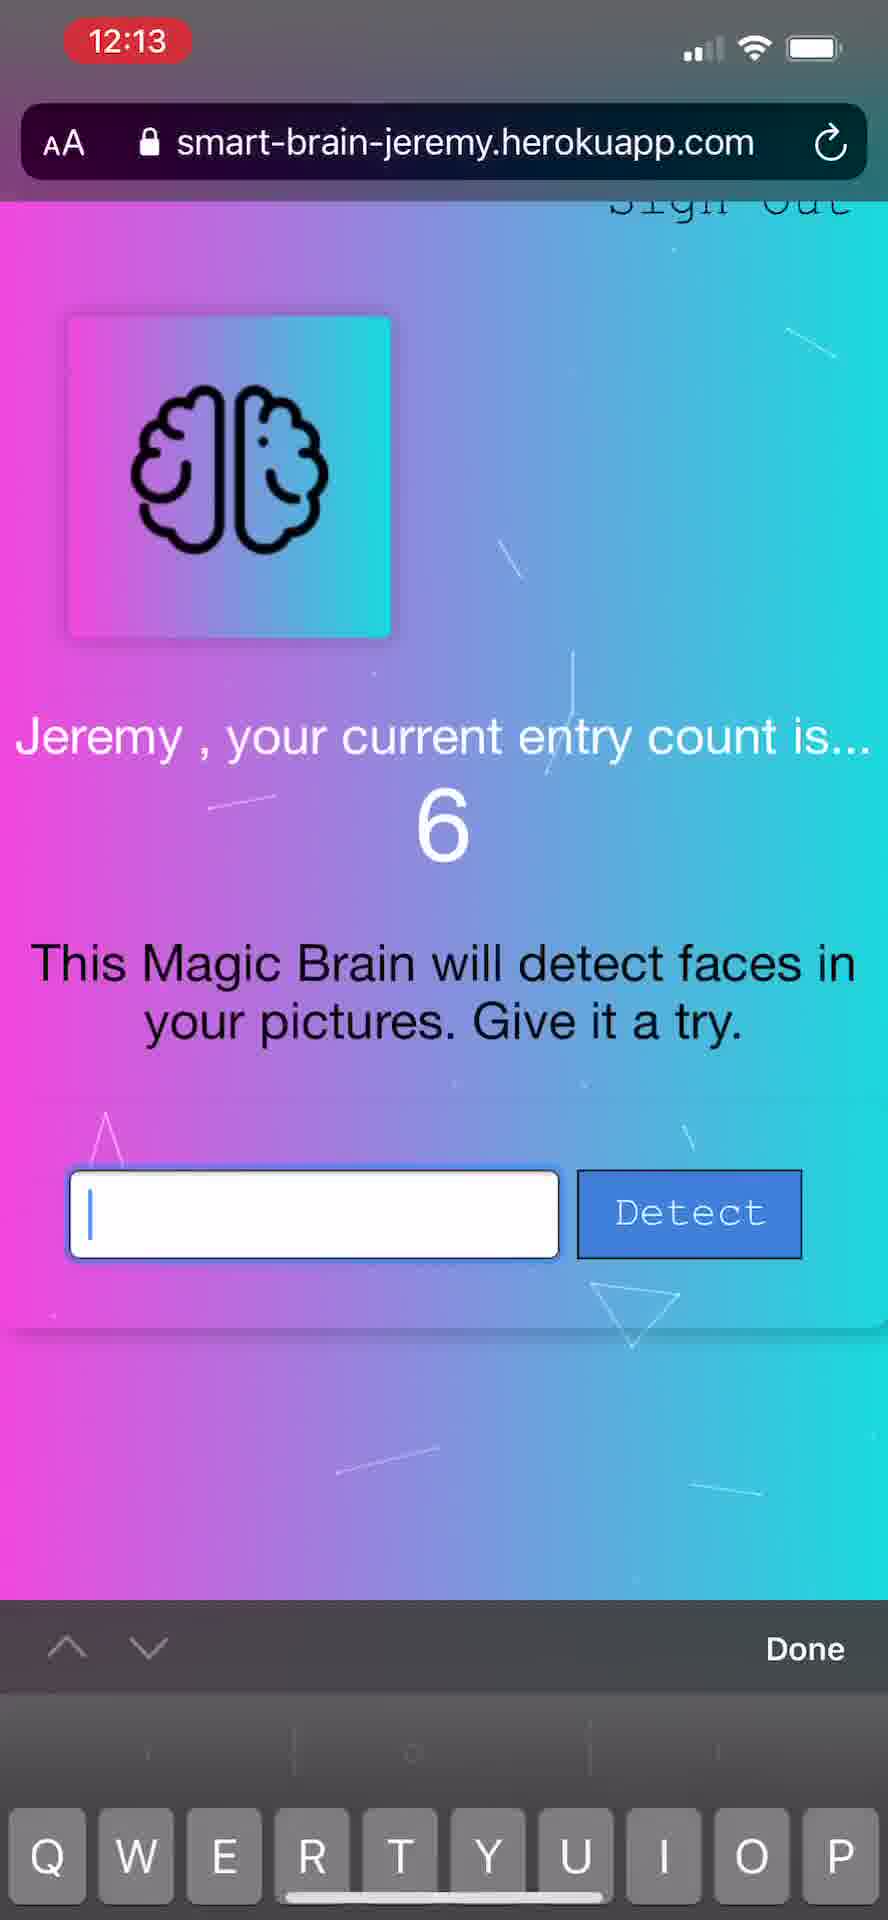 12:13
AA smart-brain-jeremy.herokuapp.com
Sign Out
Jeremy , your current entry count is...
6
This Magic Brain will detect faces in
your pictures. Give it a try.
Detect
Done
Q W E R T Y U I O P